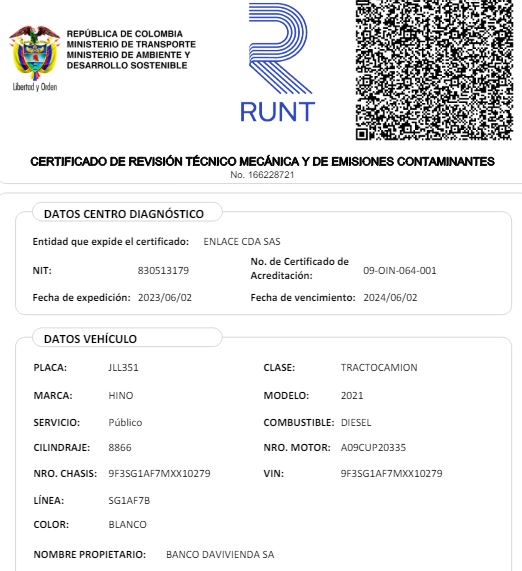 REPÚBLICA DE COLOMBIA
MINISTERIO DE TRANSPORTE
MINISTERIO DE AMBIENTE Y
DESARROLLO SOSTENIBLE
Libertad y Orden
RUNT
CERTIFICADO DE REVISIÓN TÉCNICO MECÁNICA Y DE EMISIONES CONTAMINANTES
No. 166228721
DATOS CENTRO DIAGNÓSTICO
Entidad que expide el certificado: ENLACE CDA SAS
NIT: 830513179 No. de Certificado de Acreditación: 09-OIN-064-001
Fecha de expedición: 2023/06/02 Fecha de vencimiento: 2024/06/02
DATOS VEHÍCULO
PLACA: JLL351 CLASE: TRACTOCAMION
MARCA: HINO MODELO: 2021
SERVICIO: Público COMBUSTIBLE: DIESEL
CILINDRAJE: 8866 NRO. MOTOR: A09CUP20335
NRO. CHASIS: 9F3SG1AF7MXX10279 VIN: 9F3SG1AF7MXX10279
LÍNEA: SG1AF7B
COLOR: BLANCO
NOMBRE PROPIETARIO: BANCO DAVIVIENDA SA